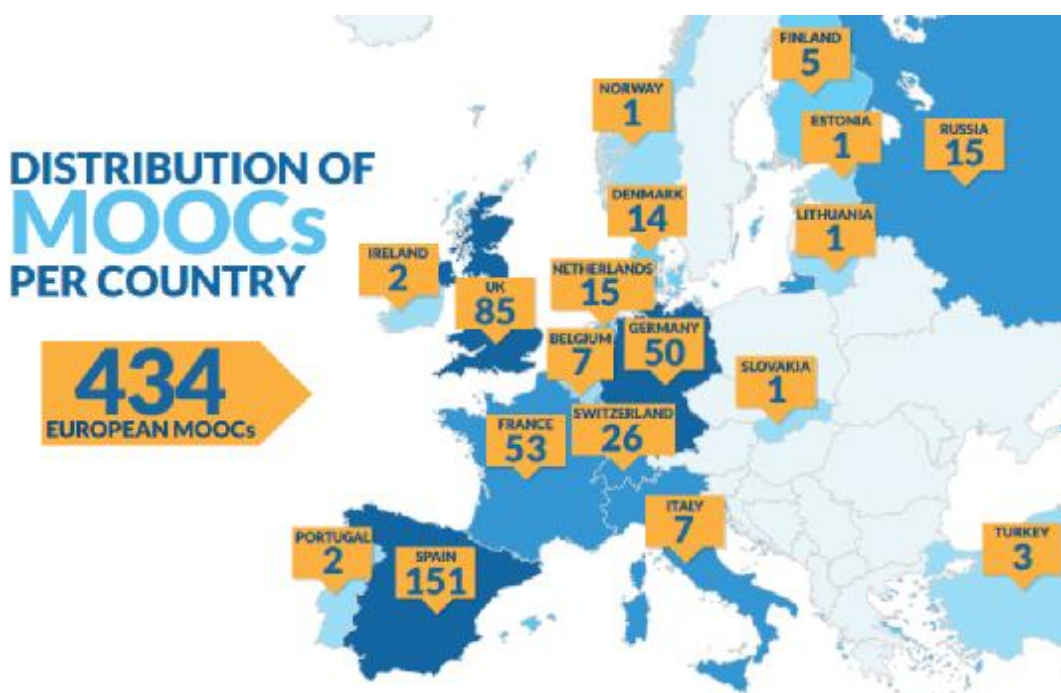 DISTRIBUTION OF
MOOCs
PER COUNTRY
434
EUROPEAN MOOCs
FINLAND
5
NORWAY
1
ESTONIA
1
RUSSIA
15
DENMARK
14
LITHUANIA
1
IRELAND
2
NETHERLANDS
15
UK
85
GERMANY
50
BELGIUM
7
SLOVAKIA
1
SWITZERLAND
26
FRANCE
53
ITALY
7
TURKEY
3
PORTUGAL
2
SPAIN
151